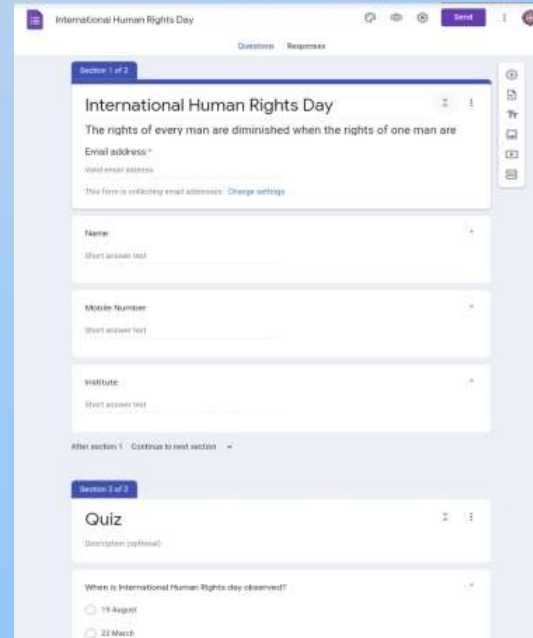 International Human Rights Day
Send
Questions Responses
Section 1 of 2
International Human Rights Day
The rights of every man are diminished when the rights of one man are
Email address *
Valid email address
This form is collecting email addresses. Change settings
Name *
Short answer text
Mobile Number *
Short answer text
Institute *
Short answer text
After section 1 Continue to next section
Section 2 of 2
Quiz
Description (optional)
When is International Human Rights day observed? *
19 August
22 March